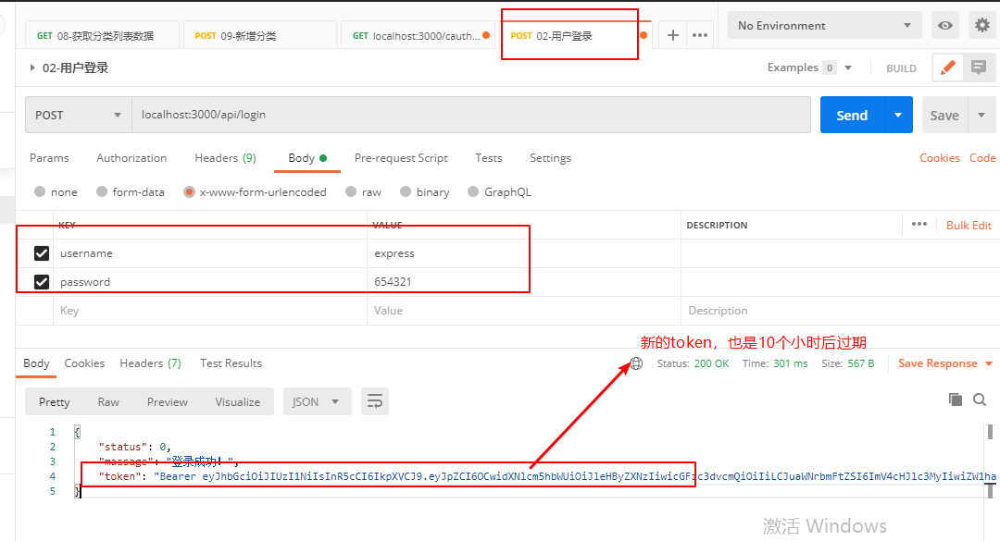 GET 08-获取分类列表数据
POST 09-新增分类
GET localhost:3000/cauth...
POST 02-用户登录
No Environment
02-用户登录
Examples 0
BUILD
POST
localhost:3000/api/login
Send
Save
Params
Authorization
Headers (9)
Body
Pre-request Script
Tests
Settings
Cookies
Code
none
form-data
x-www-form-urlencoded
raw
binary
GraphQL
KEY
VALUE
DESCRIPTION
Bulk Edit
username
express
password
654321
Key
Value
Description
新的token，也是10个小时后过期
Body
Cookies
Headers (7)
Test Results
Status: 200 OK
Time: 301 ms
Size: 567 B
Save Response
Pretty
Raw
Preview
Visualize
JSON
1 {
2 "status": 0,
3 "massage": "登录成功！",
4 "token": "Bearer eyJhbGciOiJIUzI1NiIsInR5cCI6IkpXVCJ9.eyJpZCI6OCwidXNlcm5hbWUiOiJleHByZXNzIiwicGFzc3dvcmQiOiIiLCJuaWNrbmFtZSI6ImV4cHJlc3MyIiwiZW1ha
5 }
激活 Windows